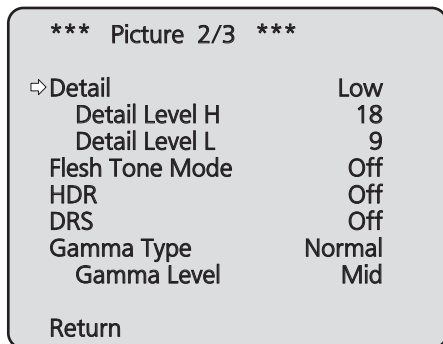 *** Picture 2/3 ***
⇨Detail Low
Detail Level H 18
Detail Level L 9
Flesh Tone Mode Off
HDR Off
DRS Off
Gamma Type Normal
Gamma Level Mid
Return